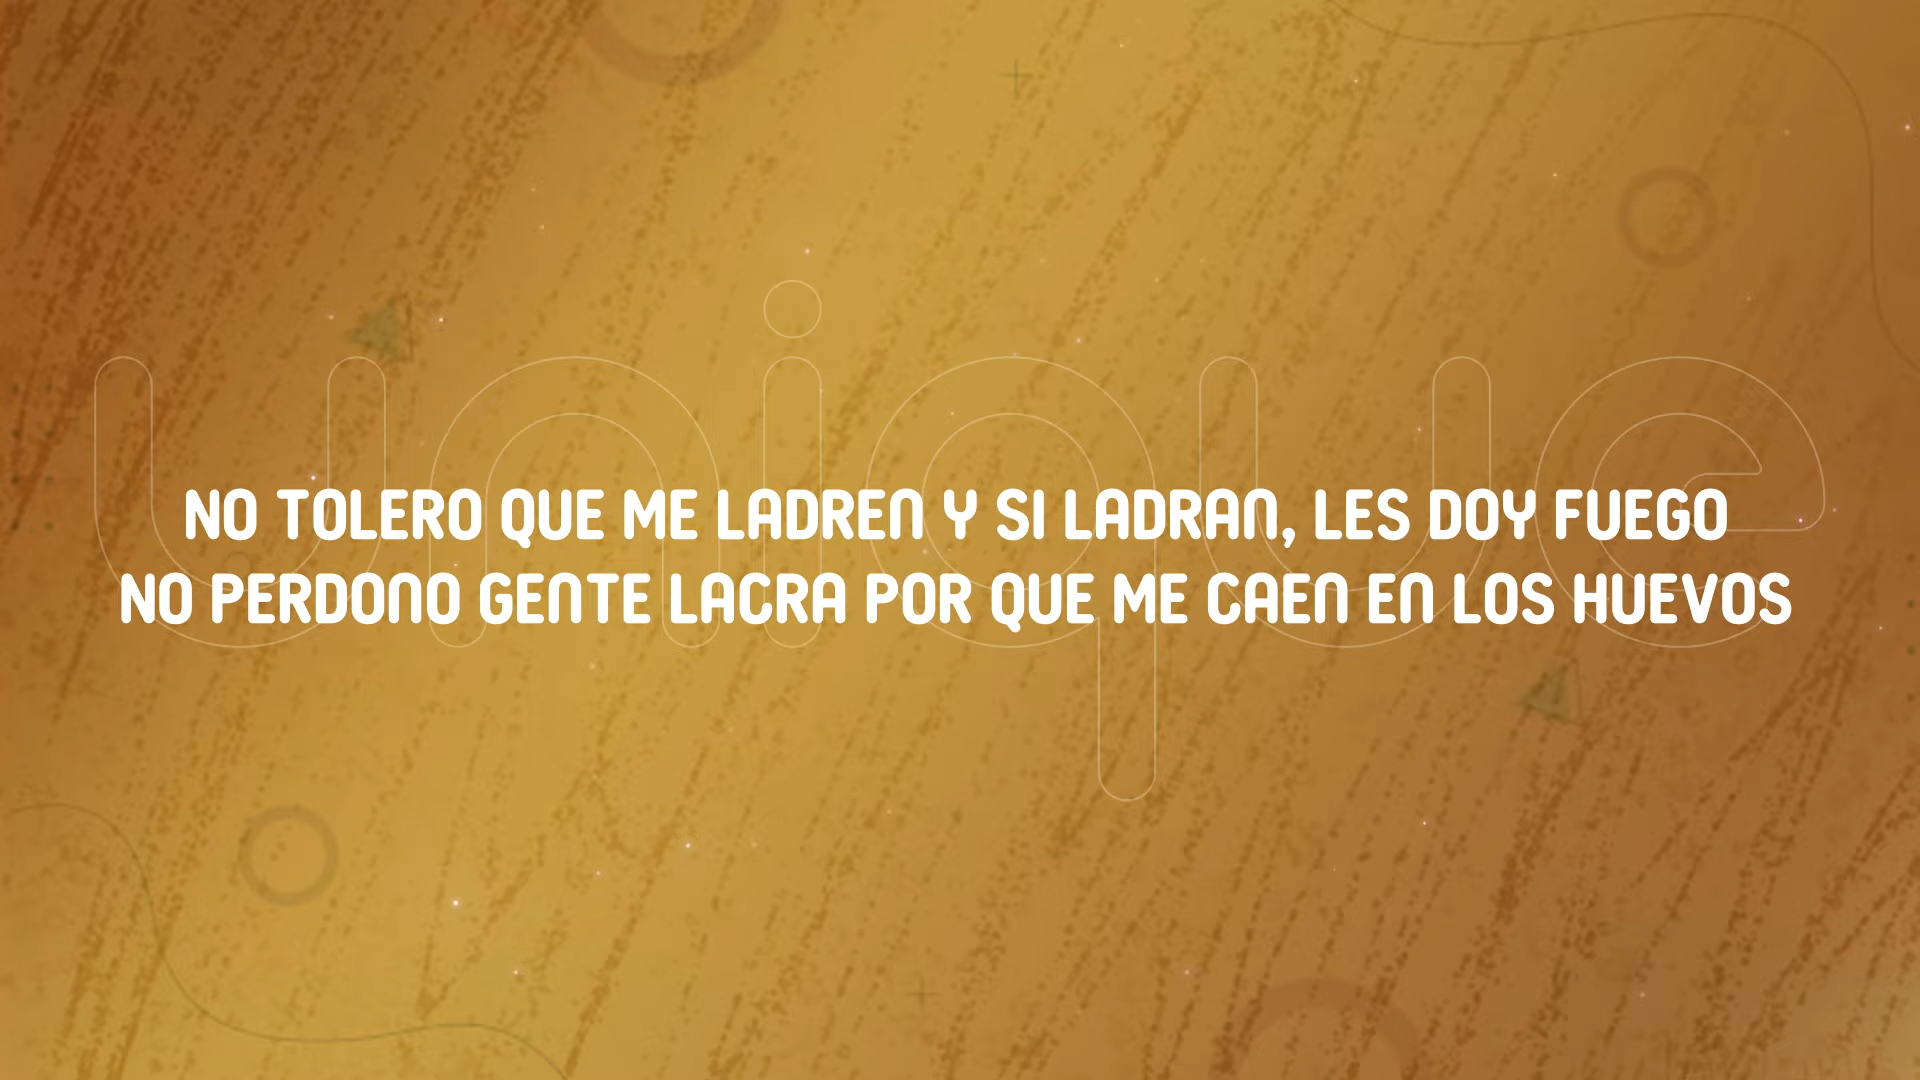 unique
NO TOLERO QUE ME LADREN Y SI LADRAN, LES DOY FUEGO
NO PERDONO GENTE LACRA POR QUE ME CAEN EN LOS HUEVOS